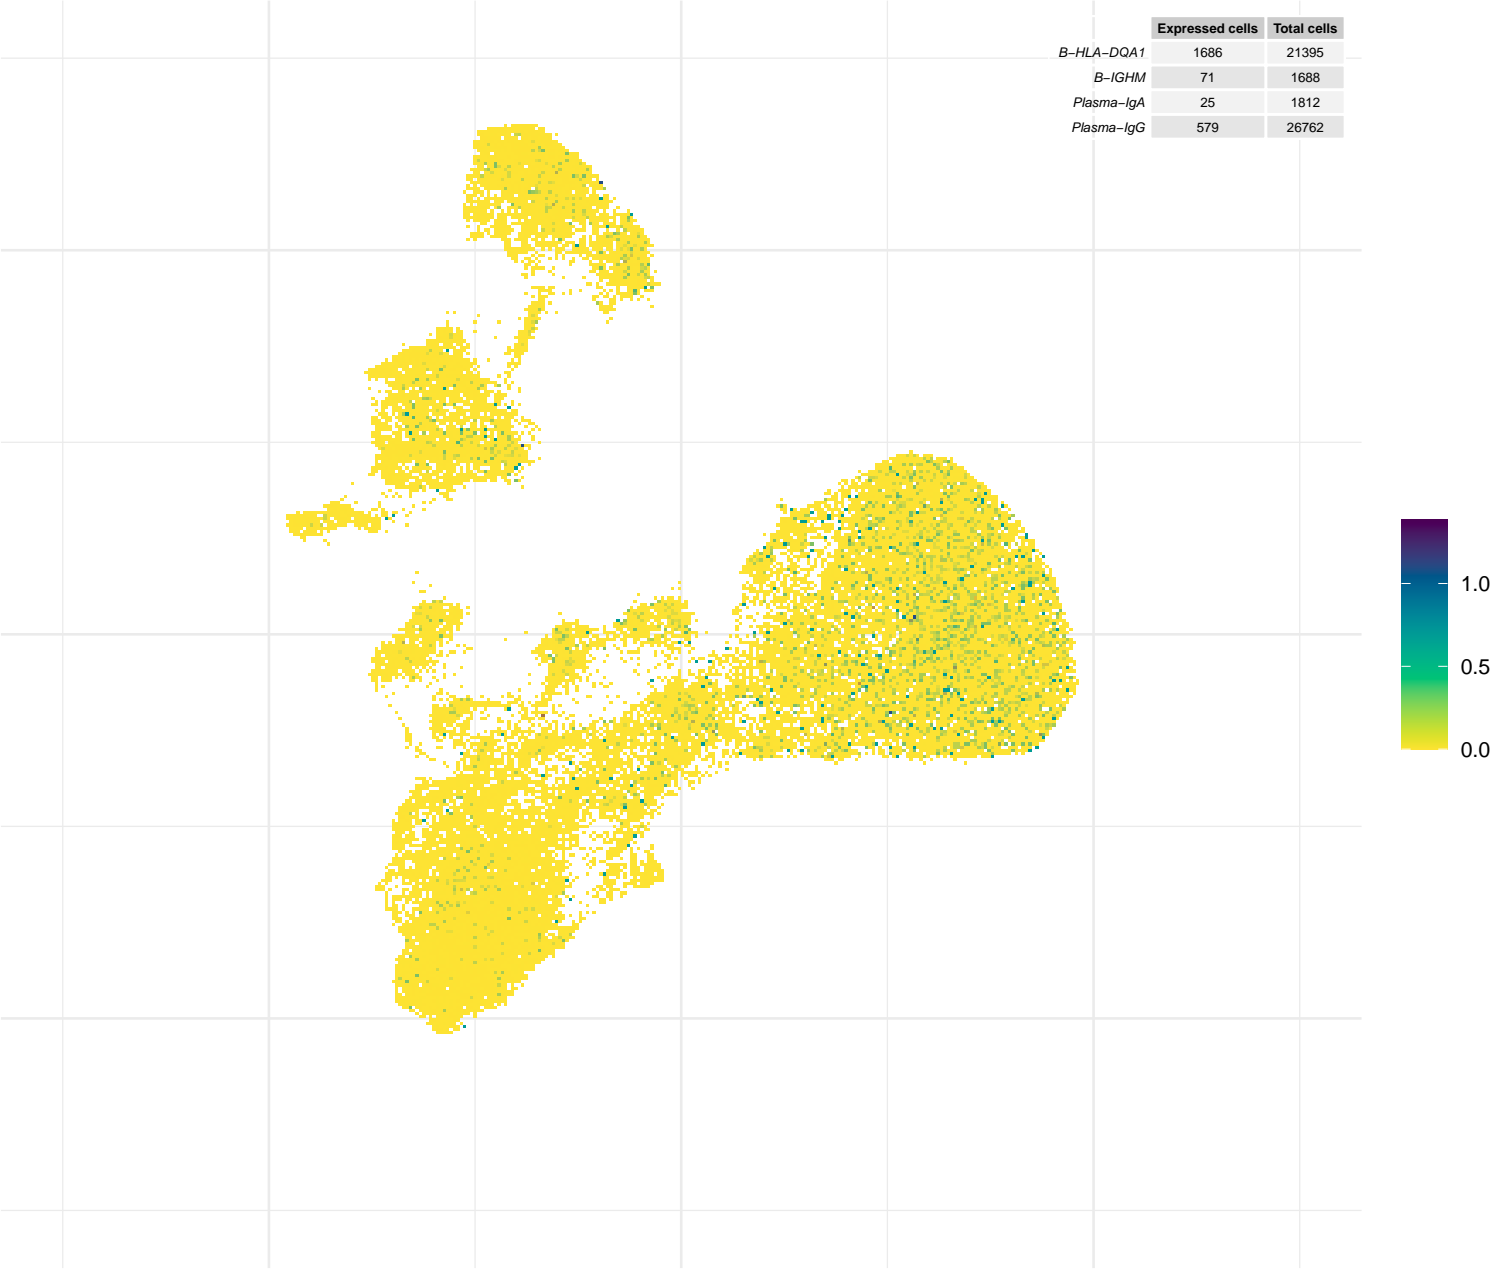 Expressed cells Total cells
B−HLA−DQA1 1686 21395
B−IGHM 71 1688
Plasma−IgA 25 1812
Plasma−IgG 579 26762
1.0
0.5
0.0